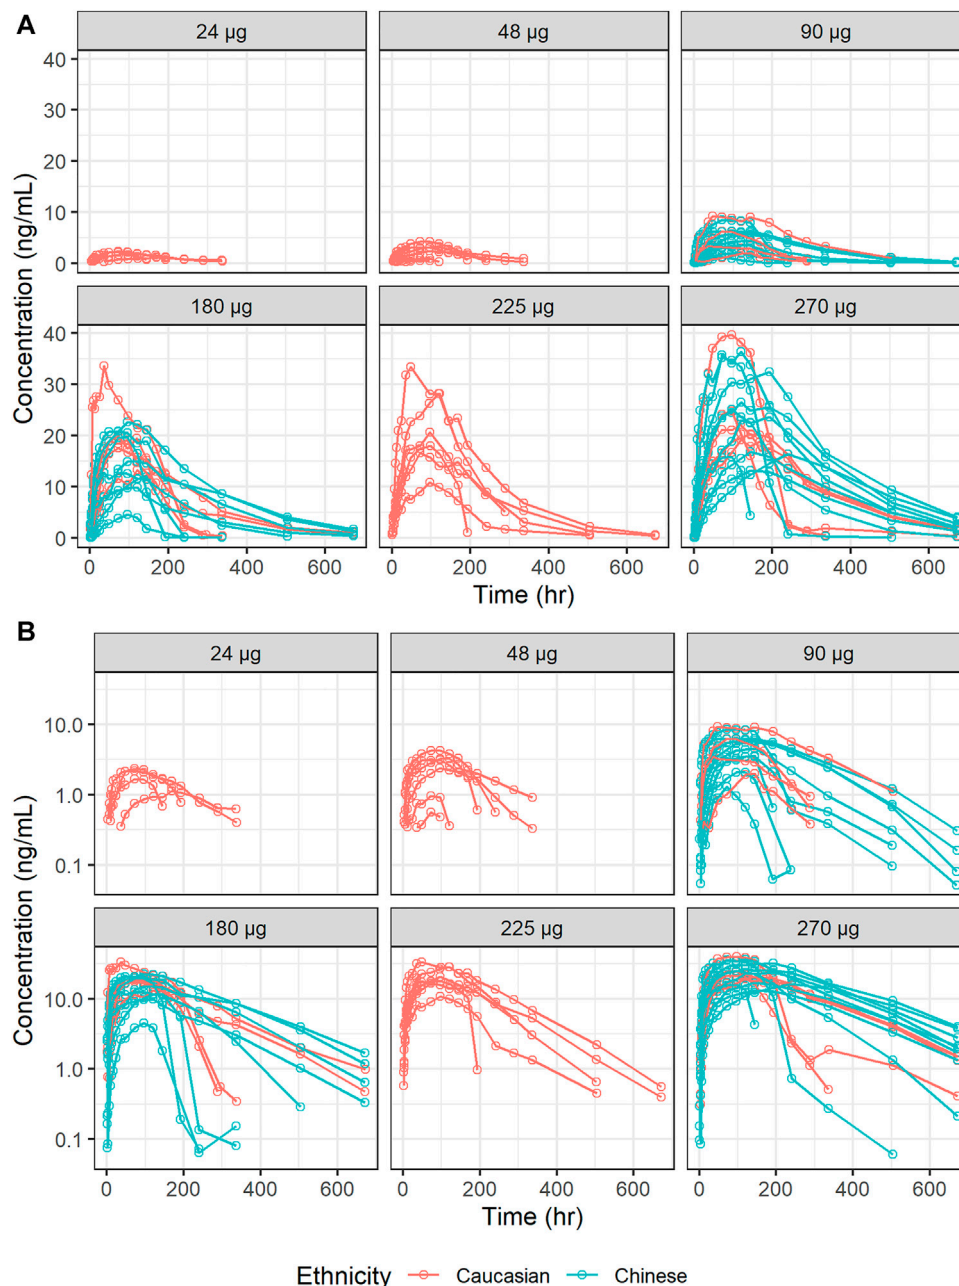 A
24 µg 48 µg 90 µg
40
30
20
10
0
180 µg 225 µg 270 µg
40
30
20
10
0
Concentration (ng/mL)
0 200 400 600 0 200 400 600 0 200 400 600
Time (hr)
B
24 µg 48 µg 90 µg
10.0
1.0
0.1
180 µg 225 µg 270 µg
10.0
1.0
0.1
Concentration (ng/mL)
0 200 400 600 0 200 400 600 0 200 400 600
Time (hr)
Ethnicity Caucasian Chinese